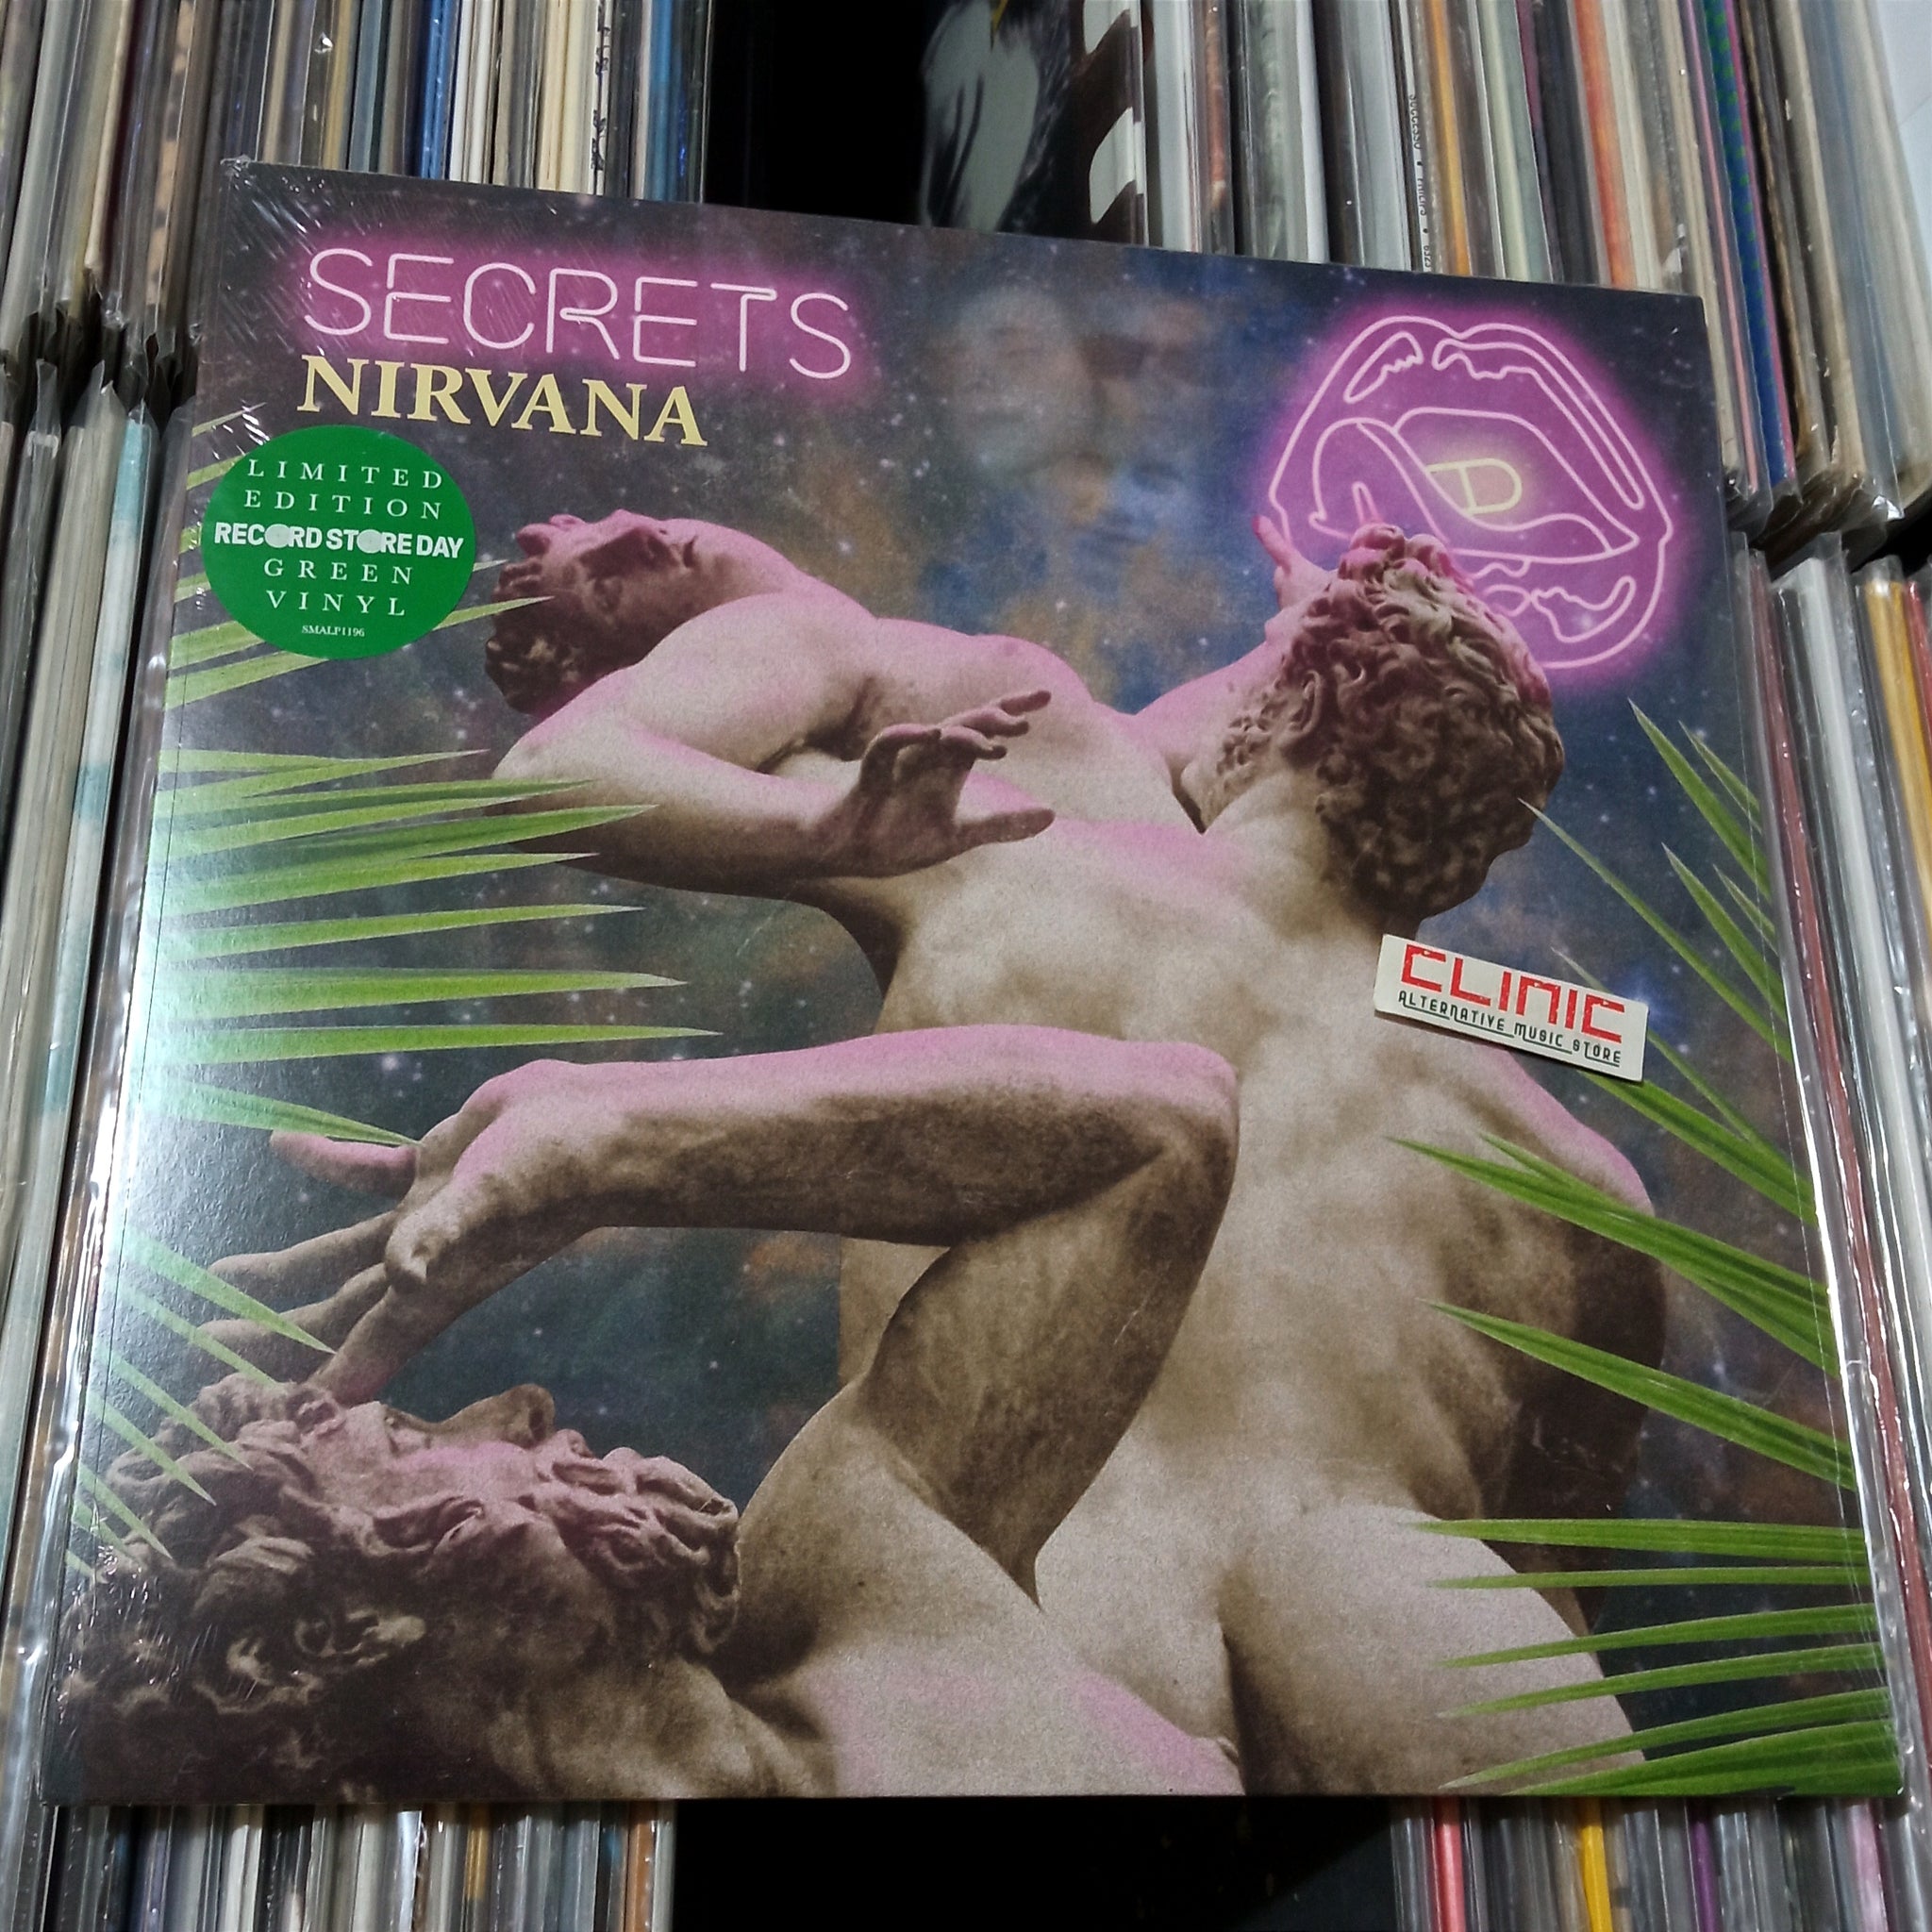 SECRETS
NIRVANA
LIMITED
EDITION
RECORD STORE DAY
GREEN
VINYL
SMALP1196
CLINIC
ALTERNATIVE MUSIC STORE